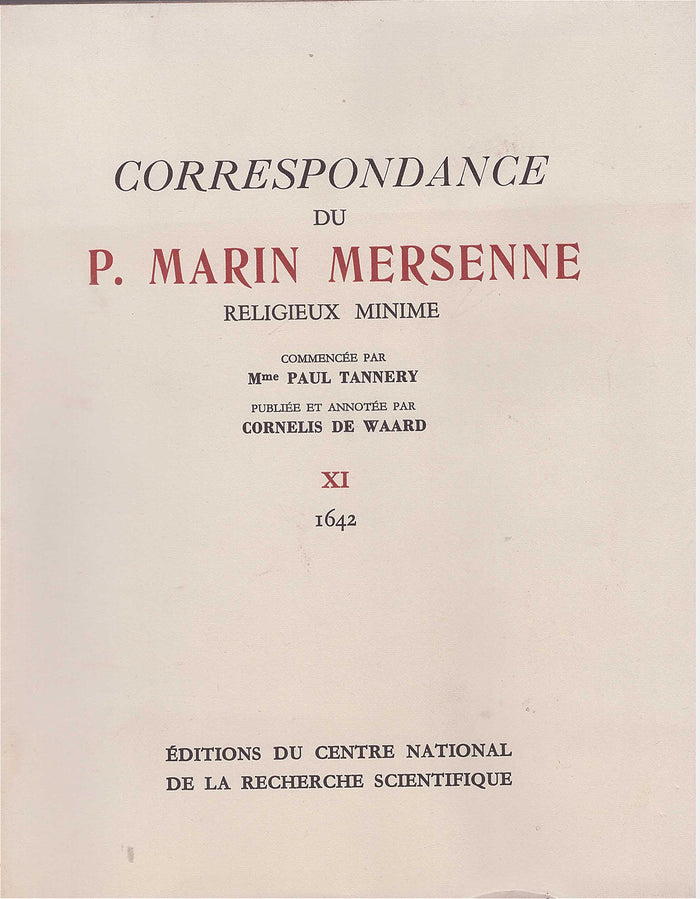 CORRESPONDANCE
DU
P. MARIN MERSENNE
RELIGIEUX MINIME
COMMENCÉE PAR
Mme PAUL TANNERY
PUBLIÉE ET ANNOTÉE PAR
CORNELIS DE WAARD
XI
1642
ÉDITIONS DU CENTRE NATIONAL
DE LA RECHERCHE SCIENTIFIQUE